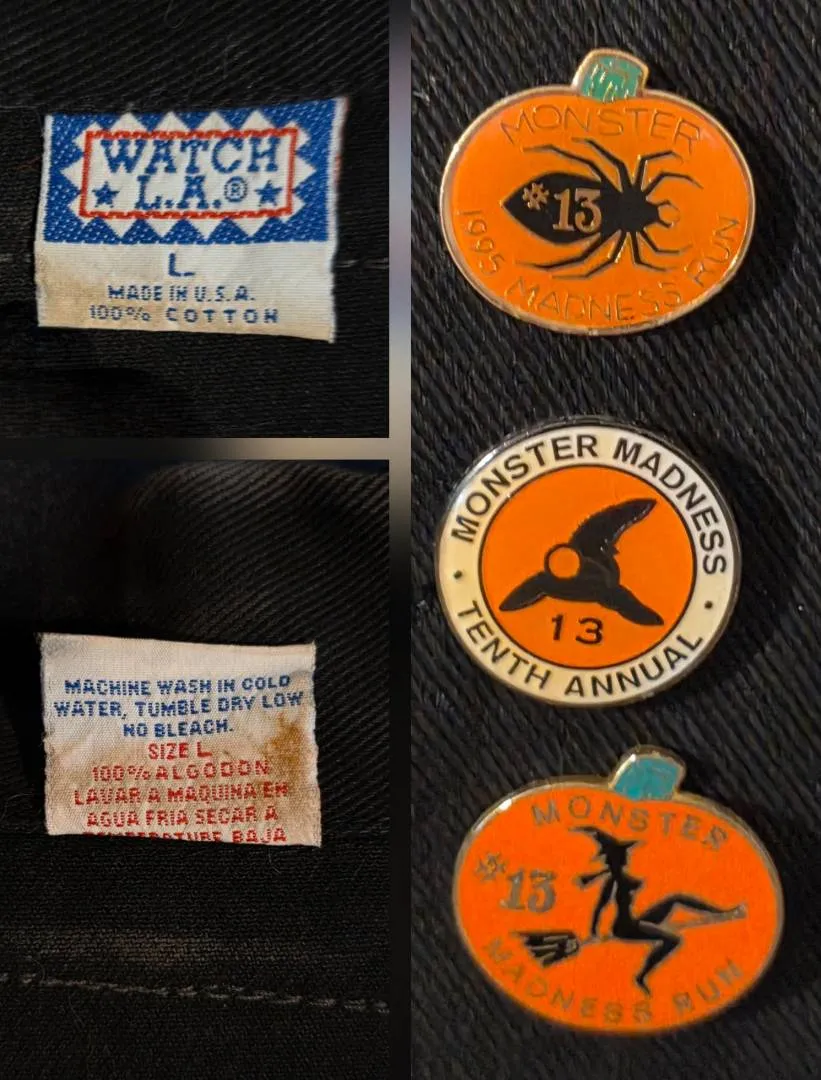 WATCH
L.A.®
L
MADE IN U.S.A.
100% COTTON
MACHINE WASH IN COLD
WATER, TUMBLE DRY LOW
NO BLEACH.
SIZE L
100% ALGODON
LAVAR A MAQUINA EN
AGUA FRIA SECAR A
TEMPERATURE BAJA
MONSTER
#13
1995 MADNESS RUN
MONSTER MADNESS
13
TENTH ANNUAL
MONSTER
#13
MADNESS RUN